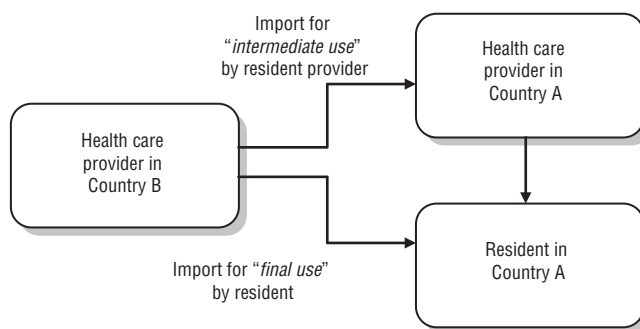 Import for
“intermediate use”
by resident provider
Health care
provider in
Country A
Health care
provider in
Country B
Import for “final use”
by resident
Resident in
Country A